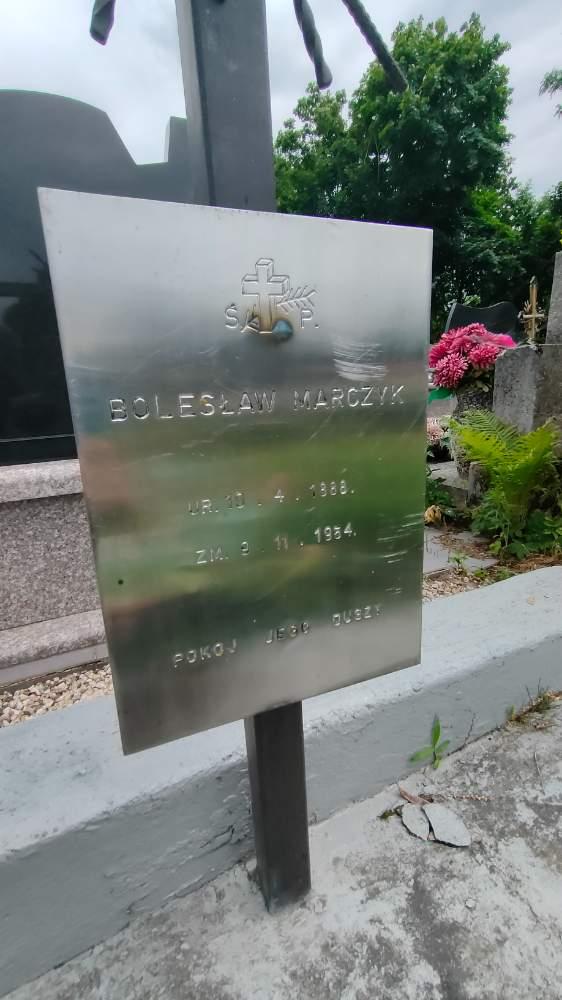 Ś. P.
BOLESŁAW MARCZYK
UR. 10. 4. 1888.
ZM. 9. 11. 1954.
POKÓJ JEGO DUSZY